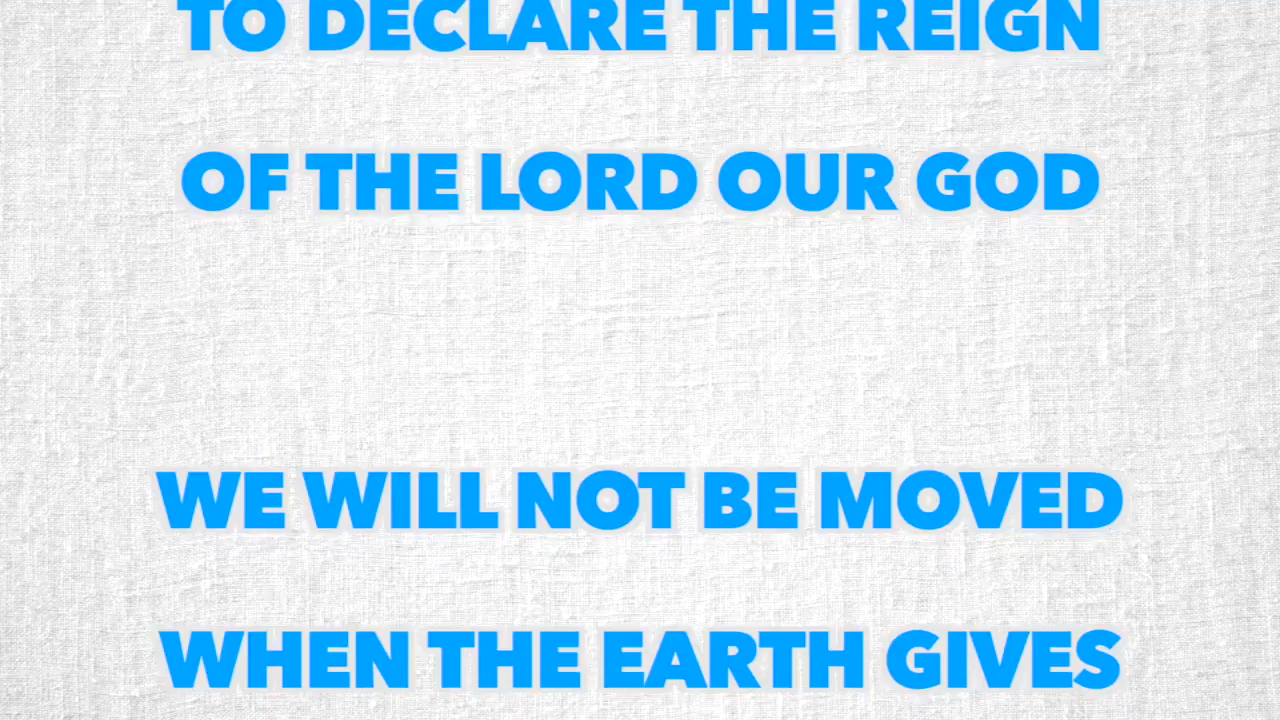 TO DECLARE THE REIGN
OF THE LORD OUR GOD
WE WILL NOT BE MOVED
WHEN THE EARTH GIVES